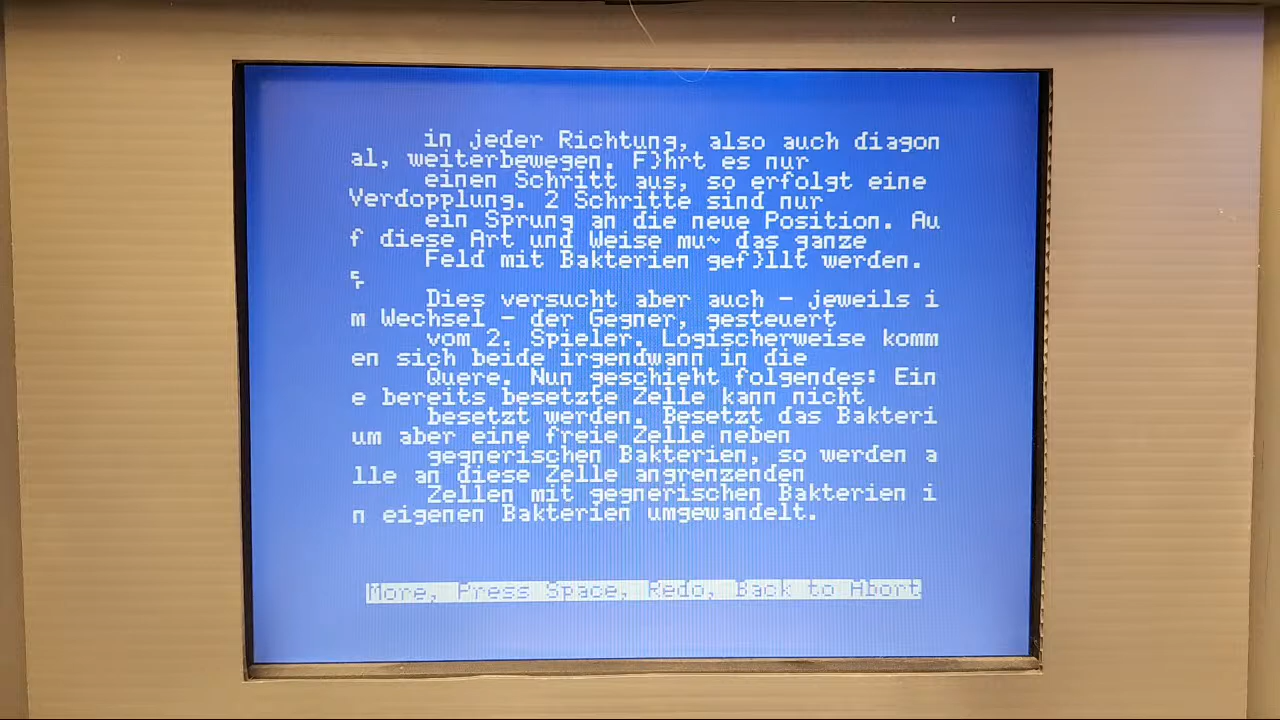 in jeder Richtung, also auch diagon
al, weiterbewegen. F}hrt es nur
einen Schritt aus, so erfolgt eine
Verdopplung. 2 Schritte sind nur
ein Sprung an die neue Position. Au
f diese Art und Weise mu~ das ganze
Feld mit Bakterien gef}llt werden.
␍
Dies versucht aber auch - jeweils i
m Wechsel - der Gegner, gesteuert
vom 2. Spieler. Logischerweise komm
en sich beide irgendwann in die
Quere. Nun geschieht folgendes: Ein
e bereits besetzte Zelle kann nicht
besetzt werden. Besetzt das Bakteri
um aber eine freie Zelle neben
gegnerischen Bakterien, so werden a
lle an diese Zelle angrenzenden
Zellen mit gegnerischen Bakterien i
n eigenen Bakterien umgewandelt.
More, Press Space, Redo, Back to Abort